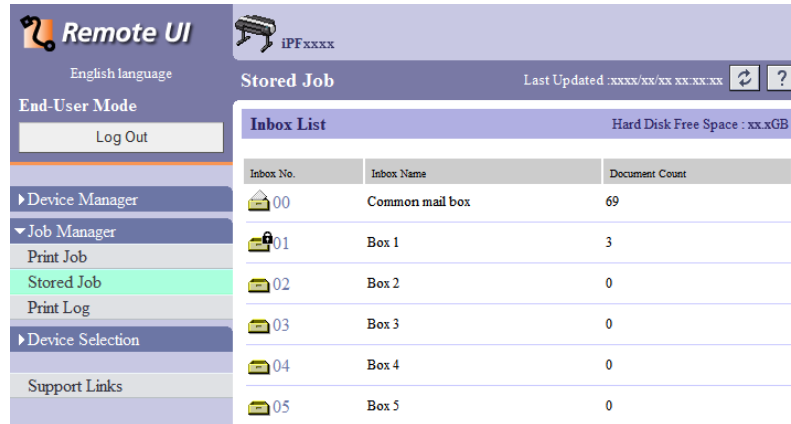 Remote UI
English language
End-User Mode
Log Out
Device Manager
Job Manager
Print Job
Stored Job
Print Log
Device Selection
Support Links
iPFxxxx
Stored Job Last Updated :xxxx/xx/xx xx:xx:xx ?
Inbox List Hard Disk Free Space : xx.xGB
Inbox No. Inbox Name Document Count
00 Common mail box 69
01 Box 1 3
02 Box 2 0
03 Box 3 0
04 Box 4 0
05 Box 5 0